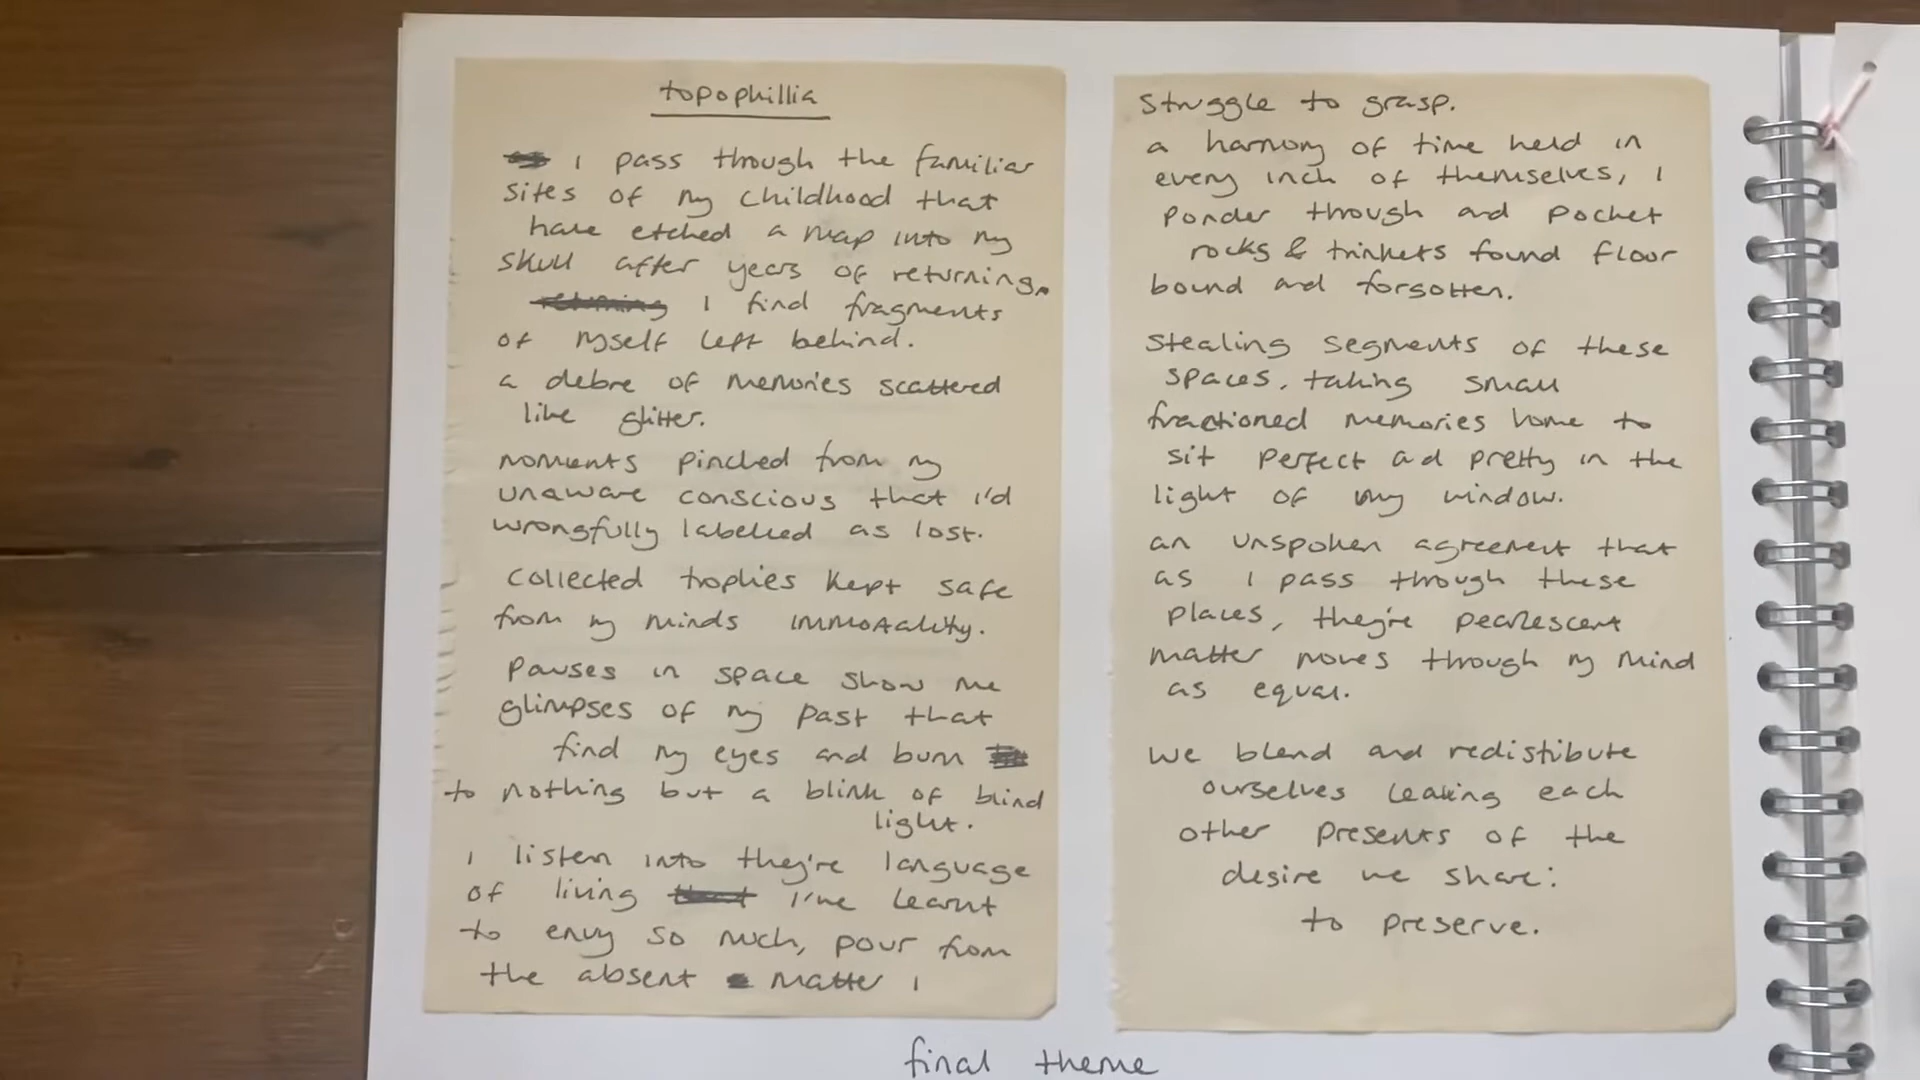 topophillia
i pass through the familiar
sites of my childhood that
have etched a map into my
skull after years of returning.
returning I find fragments
of myself left behind.
a debre of memories scattered
like glitter.
moments pinched from my
unaware conscious that i'd
wrongfully labelled as lost.
collected trophies kept safe
from my minds immorality.
pauses in space show me
glimpses of my past that
find my eyes and burn
to nothing but a blink of blind
light.
I listen into they're language
of living i've learnt
to envy so much, pour from
the absent matter i
struggle to grasp.
a harmony of time held in
every inch of themselves, I
ponder through and pocket
rocks & trinkets found floor
bound and forgotten.
stealing segments of these
spaces, taking small
fractioned memories home to
sit perfect ad pretty in the
light of my window.
an unspoken agreement that
as I pass through these
places, they're pearlescent
matter moves through my mind
as equal.
we blend and redistibute
ourselves leaving each
other presents of the
desire we share:
to preserve.
final theme